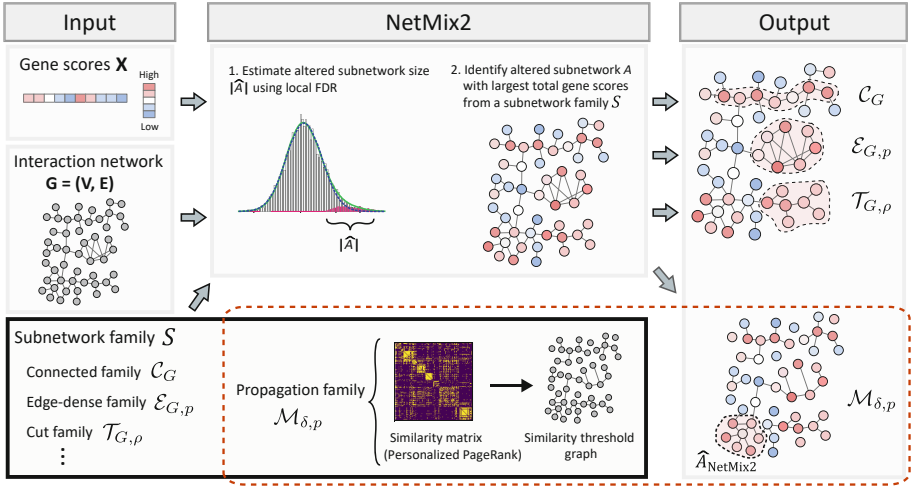 Input
NetMix2
Output
Gene scores X
High
Low
Interaction network
G = (V, E)
1. Estimate altered subnetwork size
|Â| using local FDR
|Â|
2. Identify altered subnetwork A
with largest total gene scores
from a subnetwork family S
C_G
E_{G,p}
T_{G,ρ}
Subnetwork family S
Connected family C_G
Edge-dense family E_{G,p}
Cut family T_{G,ρ}
⋮
Propagation family
M_{δ,p}
Similarity matrix
(Personalized PageRank)
Similarity threshold
graph
M_{δ,p}
Â_NetMix2